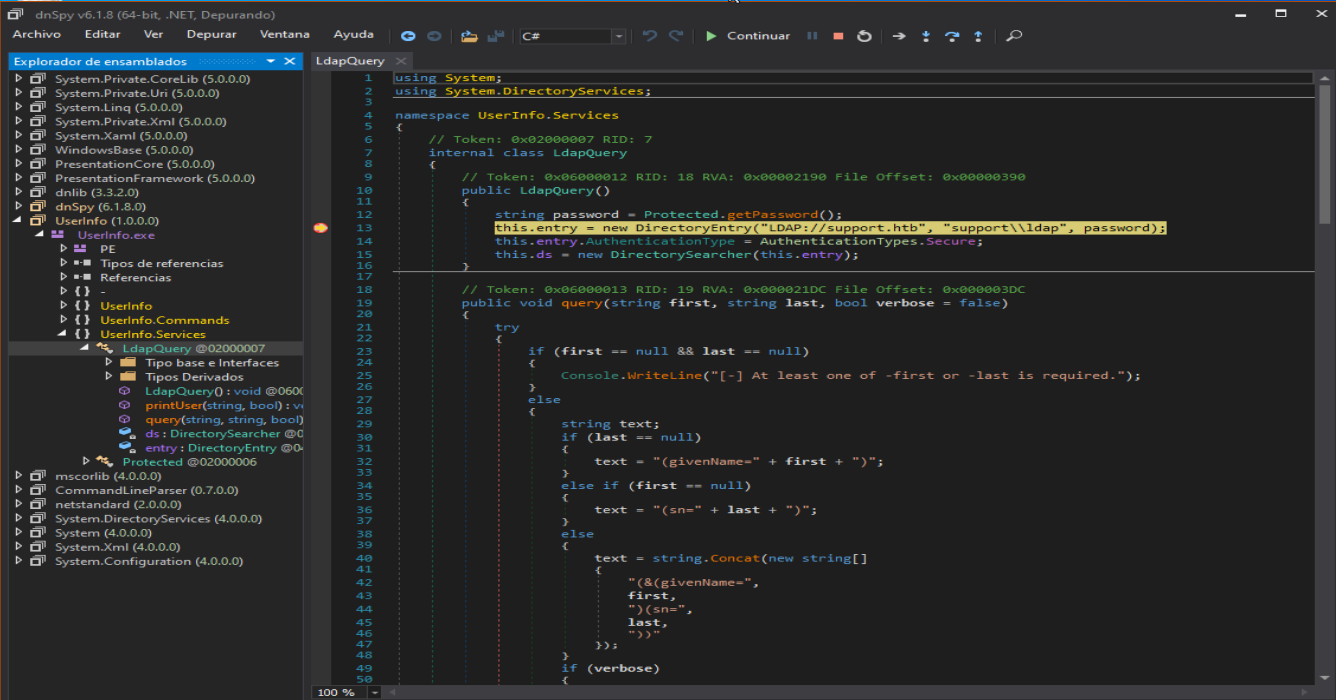 dnSpy v6.1.8 (64-bit, .NET, Depurando)
Archivo Editar Ver Depurar Ventana Ayuda C# Continuar
Explorador de ensamblados
System.Private.CoreLib (5.0.0.0)
System.Private.Uri (5.0.0.0)
System.Linq (5.0.0.0)
System.Private.Xml (5.0.0.0)
System.Xaml (5.0.0.0)
WindowsBase (5.0.0.0)
PresentationCore (5.0.0.0)
PresentationFramework (5.0.0.0)
dnlib (3.3.2.0)
dnSpy (6.1.8.0)
UserInfo (1.0.0.0)
UserInfo.exe
PE
Tipos de referencias
Referencias
{ } -
{ } UserInfo
{ } UserInfo.Commands
{ } UserInfo.Services
LdapQuery @02000007
Tipo base e Interfaces
Tipos Derivados
LdapQuery() : void @0600
printUser(string, bool) : v
query(string, string, bool)
ds : DirectorySearcher @0
entry : DirectoryEntry @04
Protected @02000006
mscorlib (4.0.0.0)
CommandLineParser (0.7.0.0)
netstandard (2.0.0.0)
System.DirectoryServices (4.0.0.0)
System (4.0.0.0)
System.Xml (4.0.0.0)
System.Configuration (4.0.0.0)
LdapQuery
1 using System;
2 using System.DirectoryServices;
3
4 namespace UserInfo.Services
5 {
6 // Token: 0x02000007 RID: 7
7 internal class LdapQuery
8 {
9 // Token: 0x06000012 RID: 18 RVA: 0x00002190 File Offset: 0x00000390
10 public LdapQuery()
11 {
12 string password = Protected.getPassword();
13 this.entry = new DirectoryEntry("LDAP://support.htb", "support\\ldap", password);
14 this.entry.AuthenticationType = AuthenticationTypes.Secure;
15 this.ds = new DirectorySearcher(this.entry);
16 }
17
18 // Token: 0x06000013 RID: 19 RVA: 0x000021DC File Offset: 0x000003DC
19 public void query(string first, string last, bool verbose = false)
20 {
21 try
22 {
23 if (first == null && last == null)
24 {
25 Console.WriteLine("[-] At least one of -first or -last is required.");
26 }
27 else
28 {
29 string text;
30 if (last == null)
31 {
32 text = "(givenName=" + first + ")";
33 }
34 else if (first == null)
35 {
36 text = "(sn=" + last + ")";
37 }
38 else
39 {
40 text = string.Concat(new string[]
41 {
42 "(&(givenName=",
43 first,
44 ")(sn=",
45 last,
46 "))"
47 });
48 }
49 if (verbose)
50 {
100 %